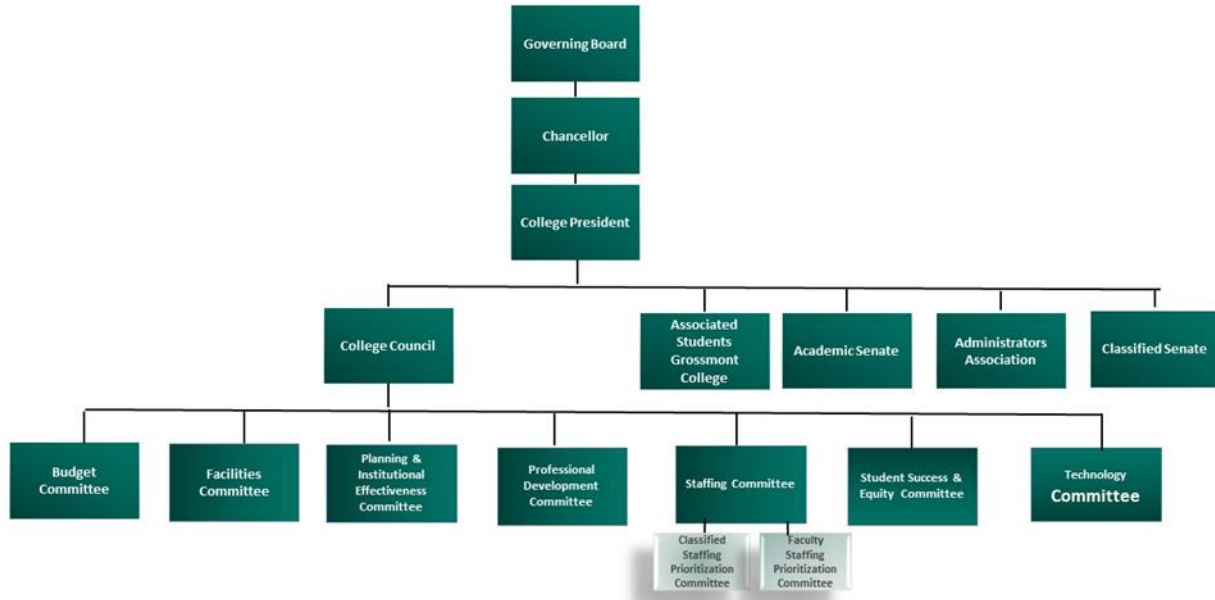 Governing Board
Chancellor
College President
College Council
Associated
Students
Grossmont
College
Academic Senate
Administrators
Association
Classified Senate
Budget
Committee
Facilities
Committee
Planning &
Institutional
Effectiveness
Committee
Professional
Development
Committee
Staffing Committee
Student Success &
Equity Committee
Technology
Committee
Classified
Staffing
Prioritization
Committee
Faculty
Staffing
Prioritization
Committee